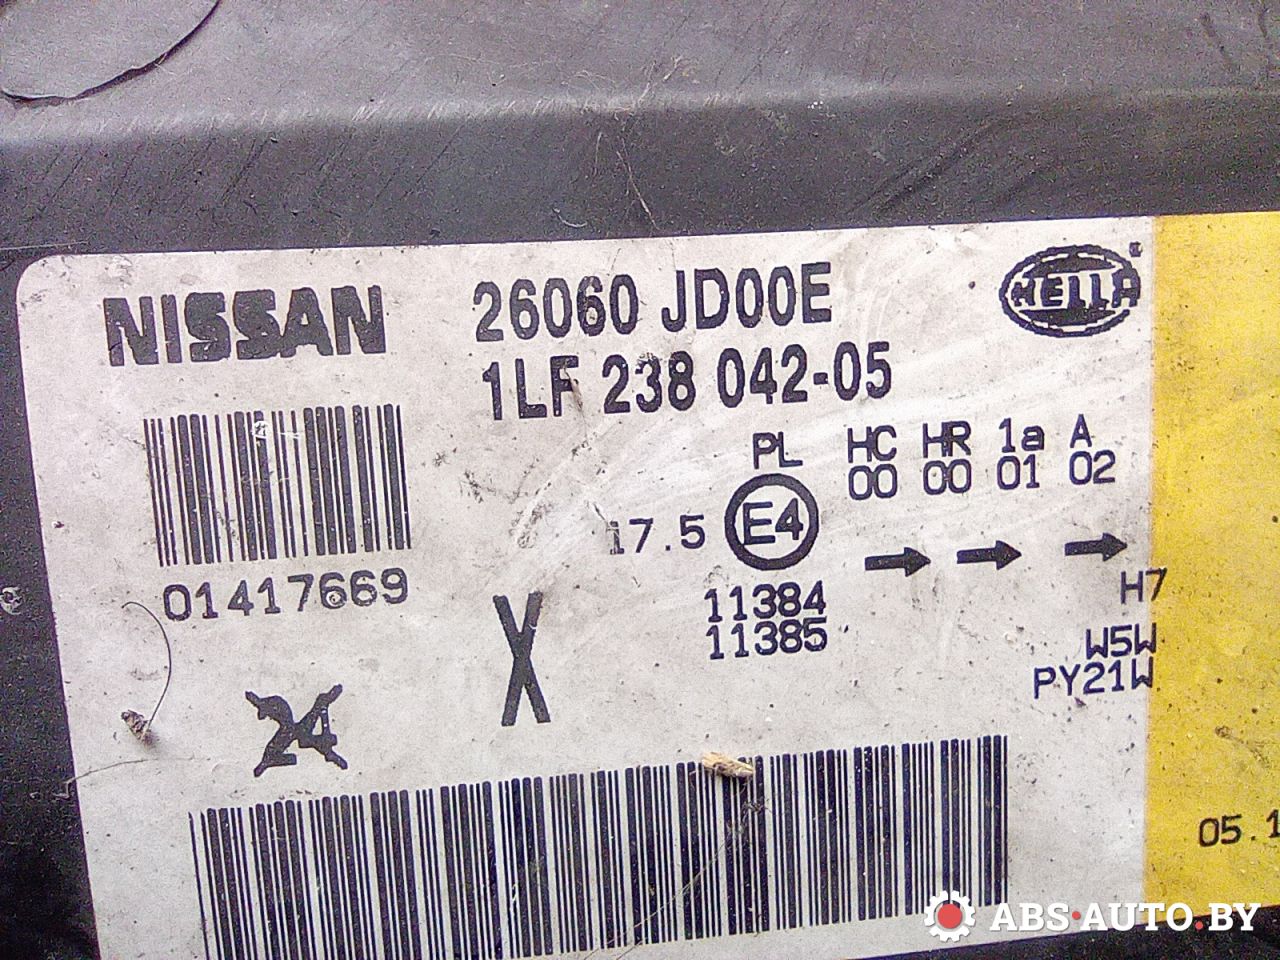 NISSAN
26060 JD00E
1LF 238 042-05
HELLA
PL HC HR 1a A
00 00 01 02
17.5 E4
11384
11385
01417669
X
24
H7
W5W
PY21W
05.1
ABS-AUTO.BY